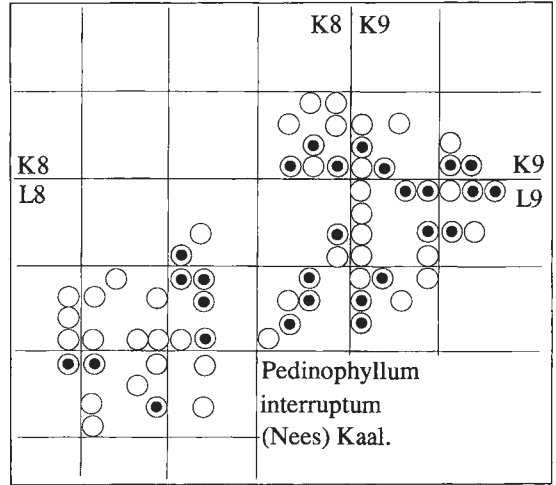 K8 K9
K8 K9
L8 L9
Pedinophyllum
interruptum
(Nees) Kaal.